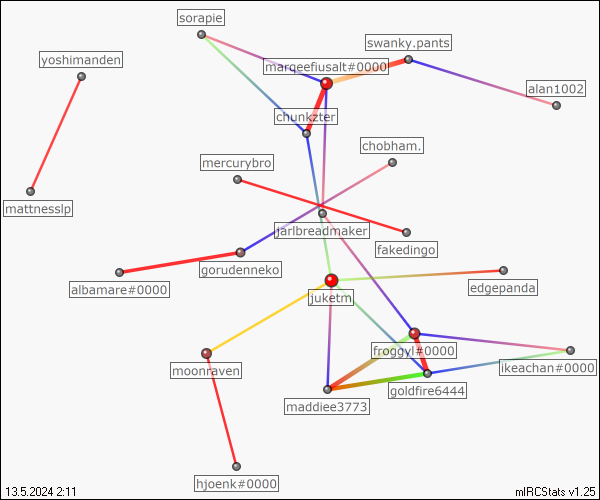 sorapie
swanky.pants
yoshimanden
marqeefiusalt#0000
alan1002
chunkzter
chobham.
mercurybro
mattnesslp
jarlbreadmaker
fakedingo
gorudenneko
albamare#0000
edgepanda
juketm
froggyl#0000
moonraven
ikeachan#0000
goldfire6444
maddiee3773
hjoenk#0000
13.5.2024 2:11
mIRCStats v1.25